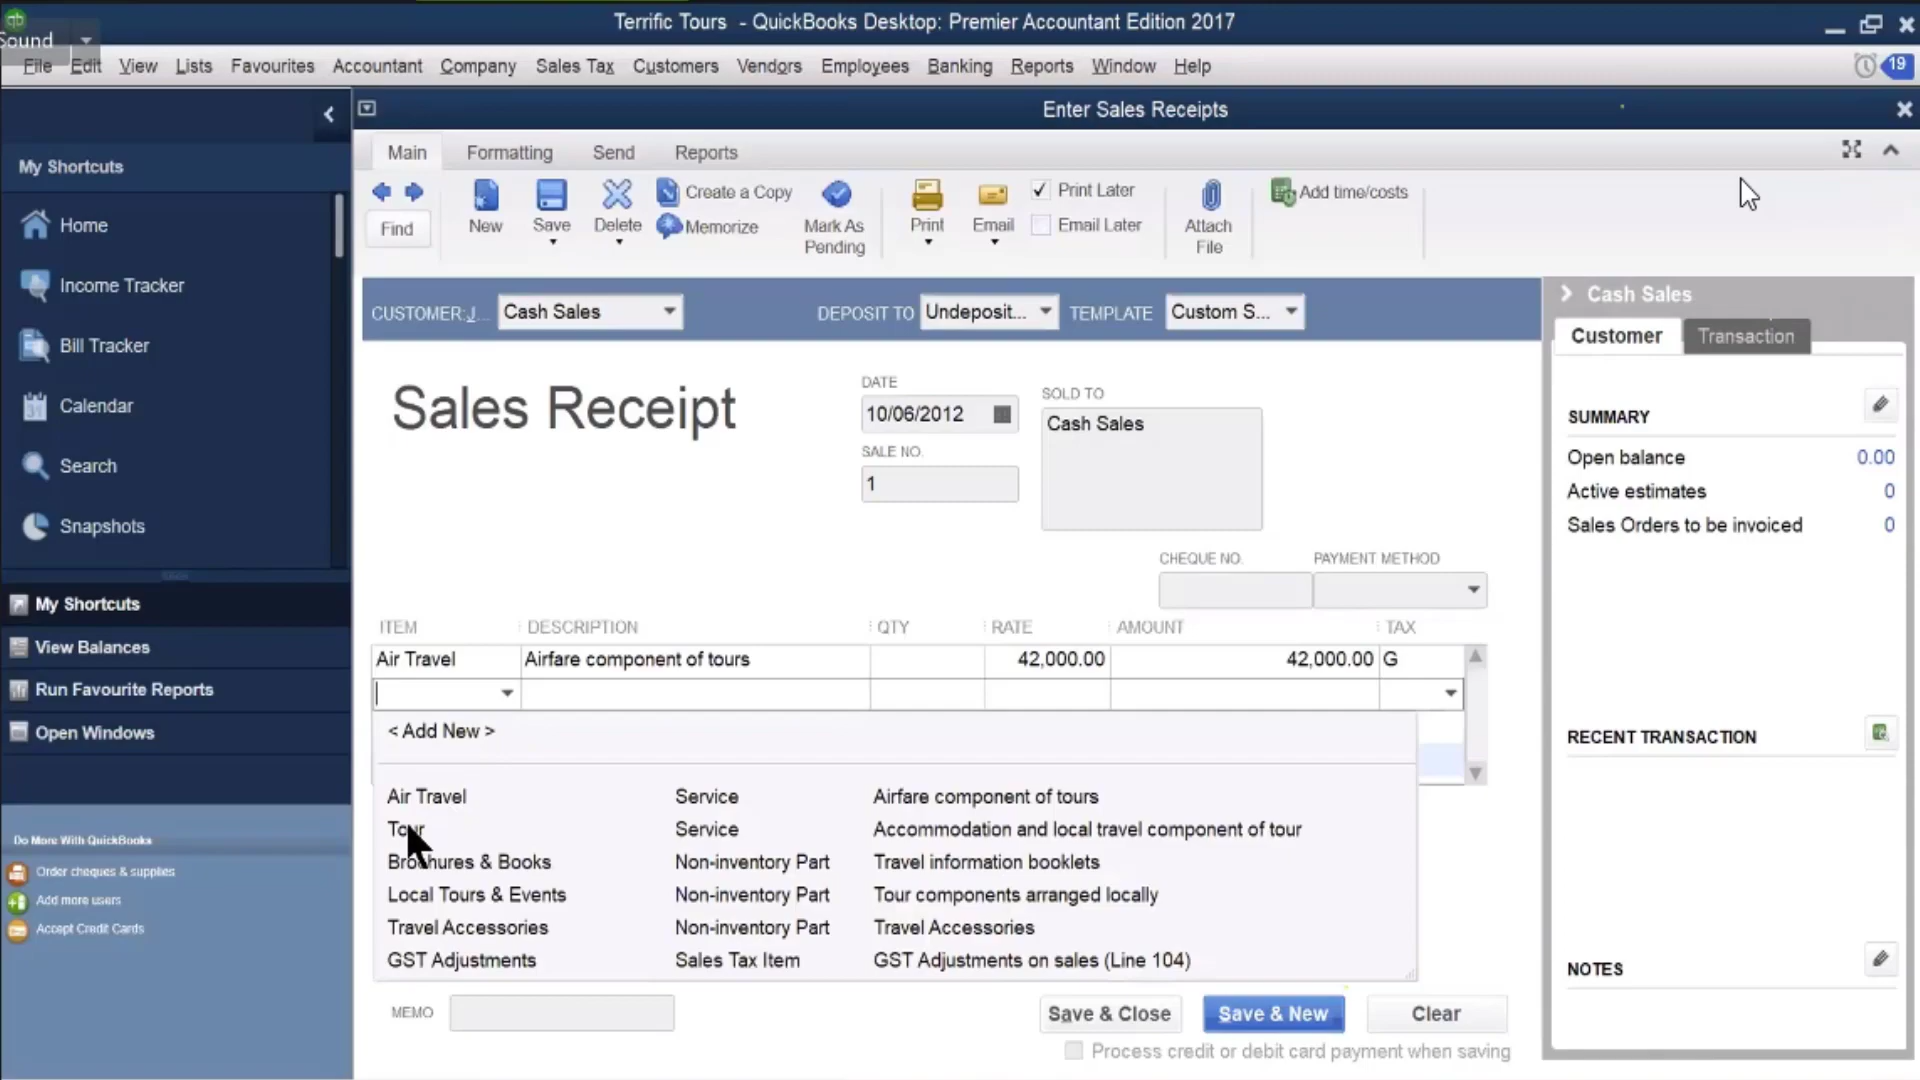 Terrific Tours - QuickBooks Desktop: Premier Accountant Edition 2017
Sound
File Edit View Lists Favourites Accountant Company Sales Tax Customers Vendors Employees Banking Reports Window Help
19
Enter Sales Receipts
My Shortcuts
Home
Income Tracker
Bill Tracker
Calendar
Search
Snapshots
My Shortcuts
View Balances
Run Favourite Reports
Open Windows
Do More With QuickBooks
Order cheques & supplies
Add more users
Accept Credit Cards
Main Formatting Send Reports
Find
New
Save
Delete
Create a Copy
Memorize
Mark As
Pending
Print
Email
Print Later
Email Later
Attach
File
Add time/costs
CUSTOMER:J... Cash Sales DEPOSIT TO Undeposit... TEMPLATE Custom S...
Sales Receipt
DATE
10/06/2012
SALE NO.
1
SOLD TO
Cash Sales
CHEQUE NO. PAYMENT METHOD
ITEM DESCRIPTION QTY RATE AMOUNT TAX
Air Travel Airfare component of tours 42,000.00 42,000.00 G
< Add New >
Air Travel Service Airfare component of tours
Tour Service Accommodation and local travel component of tour
Brochures & Books Non-inventory Part Travel information booklets
Local Tours & Events Non-inventory Part Tour components arranged locally
Travel Accessories Non-inventory Part Travel Accessories
GST Adjustments Sales Tax Item GST Adjustments on sales (Line 104)
MEMO
Save & Close Save & New Clear
Process credit or debit card payment when saving
Cash Sales
Customer Transaction
SUMMARY
Open balance 0.00
Active estimates 0
Sales Orders to be invoiced 0
RECENT TRANSACTION
NOTES